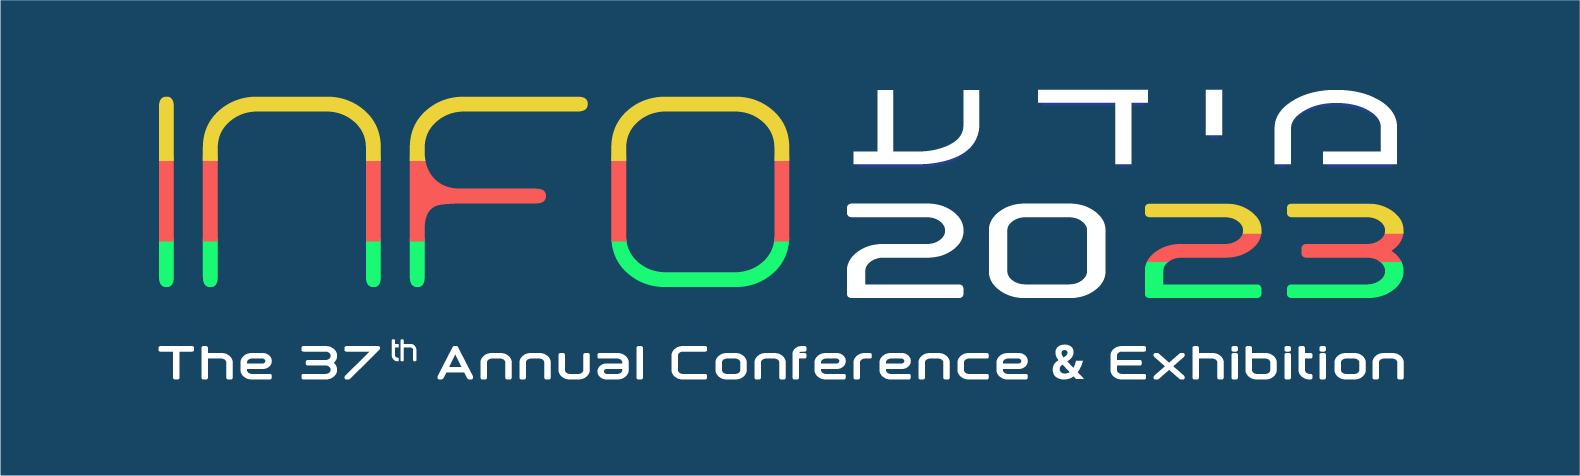 INFO מידע
2023
The 37th Annual Conference & Exhibition